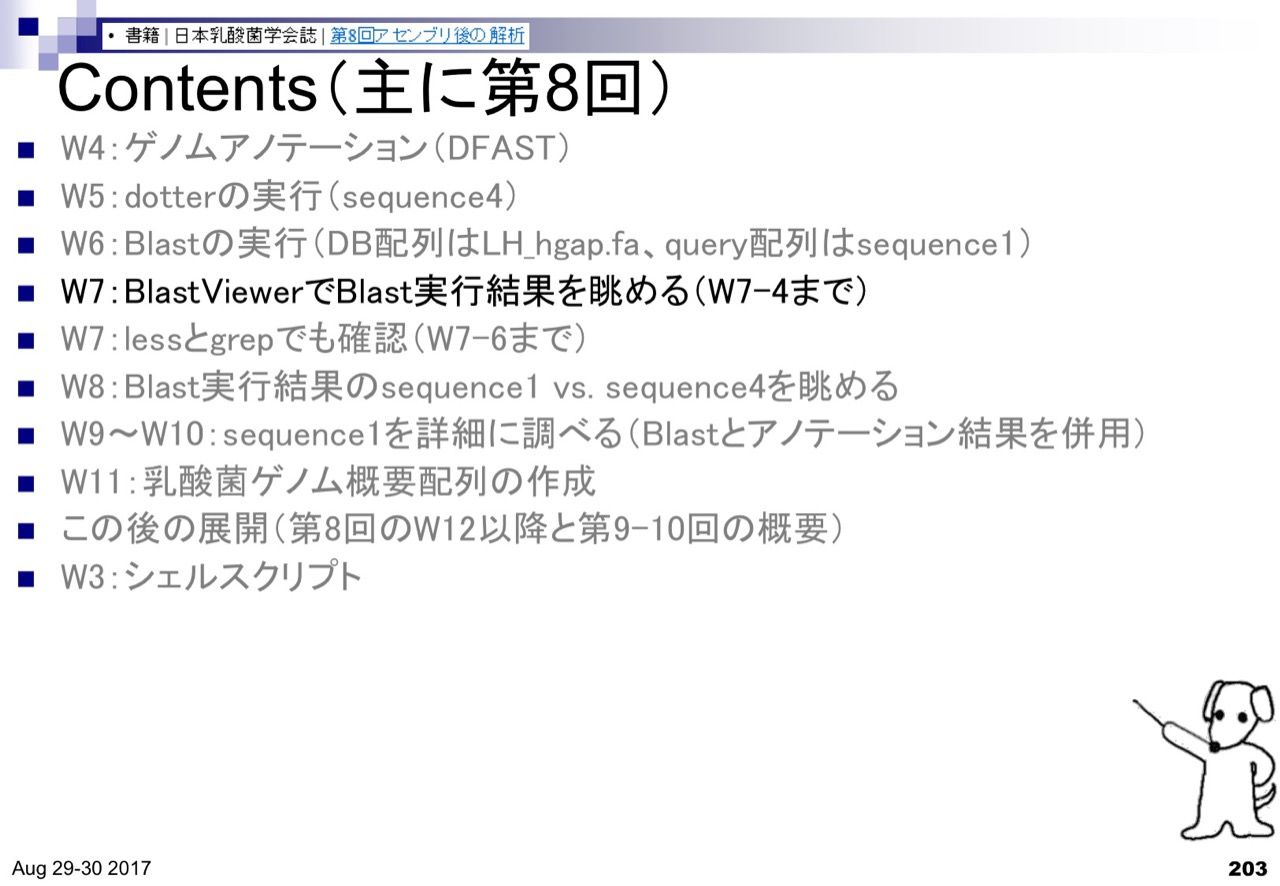 • 書籍 | 日本乳酸菌学会誌 | 第8回アセンブリ後の解析
Contents（主に第8回）
W4：ゲノムアノテーション（DFAST）
W5：dotterの実行（sequence4）
W6：Blastの実行（DB配列はLH_hgap.fa、query配列はsequence1）
W7：BlastViewerでBlast実行結果を眺める（W7-4まで）
W7：lessとgrepでも確認（W7-6まで）
W8：Blast実行結果のsequence1 vs. sequence4を眺める
W9～W10：sequence1を詳細に調べる（Blastとアノテーション結果を併用）
W11：乳酸菌ゲノム概要配列の作成
この後の展開（第8回のW12以降と第9-10回の概要）
W3：シェルスクリプト
Aug 29-30 2017
203